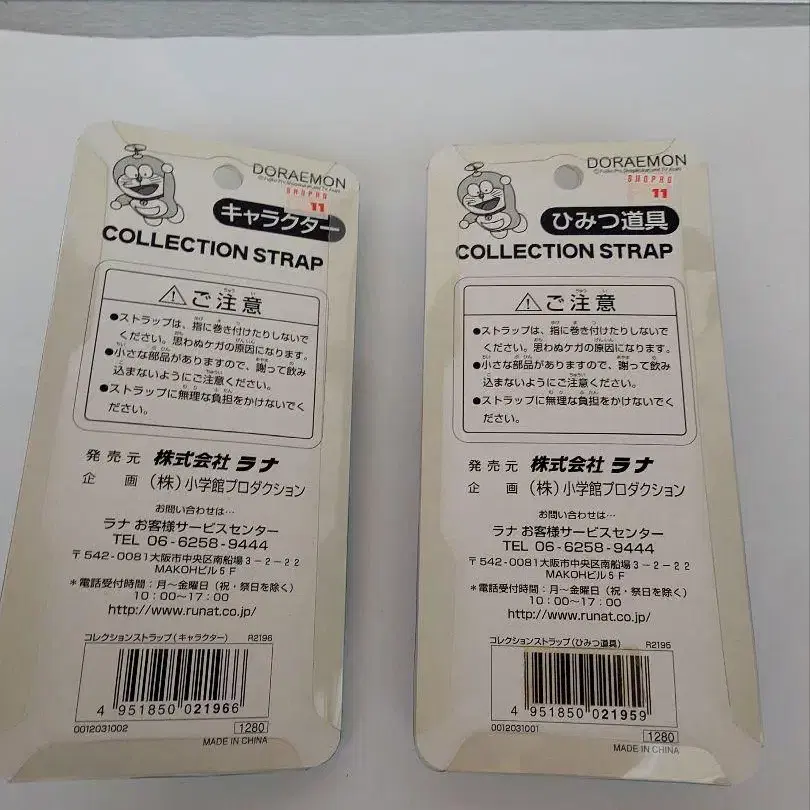 DORAEMON
SHOPRO
11
キャラクター
COLLECTION STRAP
ご注意
●ストラップは、指に巻き付けたりしないで
ください。思わぬケガの原因になります。
●小さな部品がありますので、謝って飲み
込まないようにご注意ください。
●ストラップに無理な負担をかけないでく
ださい。
発売元 株式会社 ラナ
企 画 (株)小学館プロダクション
お問い合わせは…
ラナ お客様サービスセンター
TEL 06-6258-9444
〒542-0081大阪市中央区南船場3-2-22
MAKOHビル5F
*電話受付時間:月~金曜日(祝・祭日を除く)
10:00~17:00
http://www.runat.co.jp/
コレクションストラップ(キャラクター) R2196
4 951850 021966
0012031002 1280
MADE IN CHINA
DORAEMON
SHOPRO
11
ひみつ道具
COLLECTION STRAP
ご注意
●ストラップは、指に巻き付けたりしないで
ください。思わぬケガの原因になります。
●小さな部品がありますので、謝って飲み
込まないようにご注意ください。
●ストラップに無理な負担をかけないでく
ださい。
発売元 株式会社 ラナ
企 画 (株)小学館プロダクション
お問い合わせは…
ラナ お客様サービスセンター
TEL 06-6258-9444
〒542-0081大阪市中央区南船場3-2-22
MAKOHビル5F
*電話受付時間:月~金曜日(祝・祭日を除く)
10:00~17:00
http://www.runat.co.jp/
コレクションストラップ(ひみつ道具) R2195
4 951850 021959
0012031001 1280
MADE IN CHINA